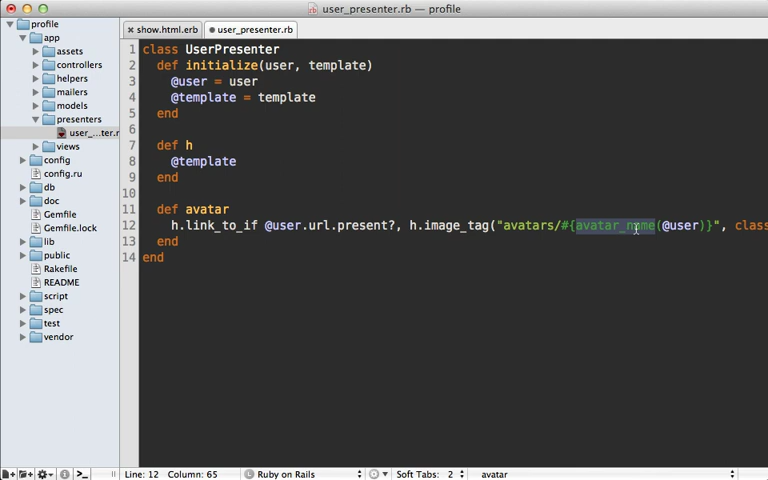 user_presenter.rb — profile
profile
app
assets
controllers
helpers
mailers
models
presenters
user_...ter.r
views
config
config.ru
db
doc
Gemfile
Gemfile.lock
lib
public
Rakefile
README
script
spec
test
vendor
show.html.erb
user_presenter.rb
1 class UserPresenter
2 def initialize(user, template)
3 @user = user
4 @template = template
5 end
6
7 def h
8 @template
9 end
10
11 def avatar
12 h.link_to_if @user.url.present?, h.image_tag("avatars/#{avatar_name(@user)}", class
13 end
14 end
Line: 12 Column: 65 Ruby on Rails Soft Tabs: 2 avatar